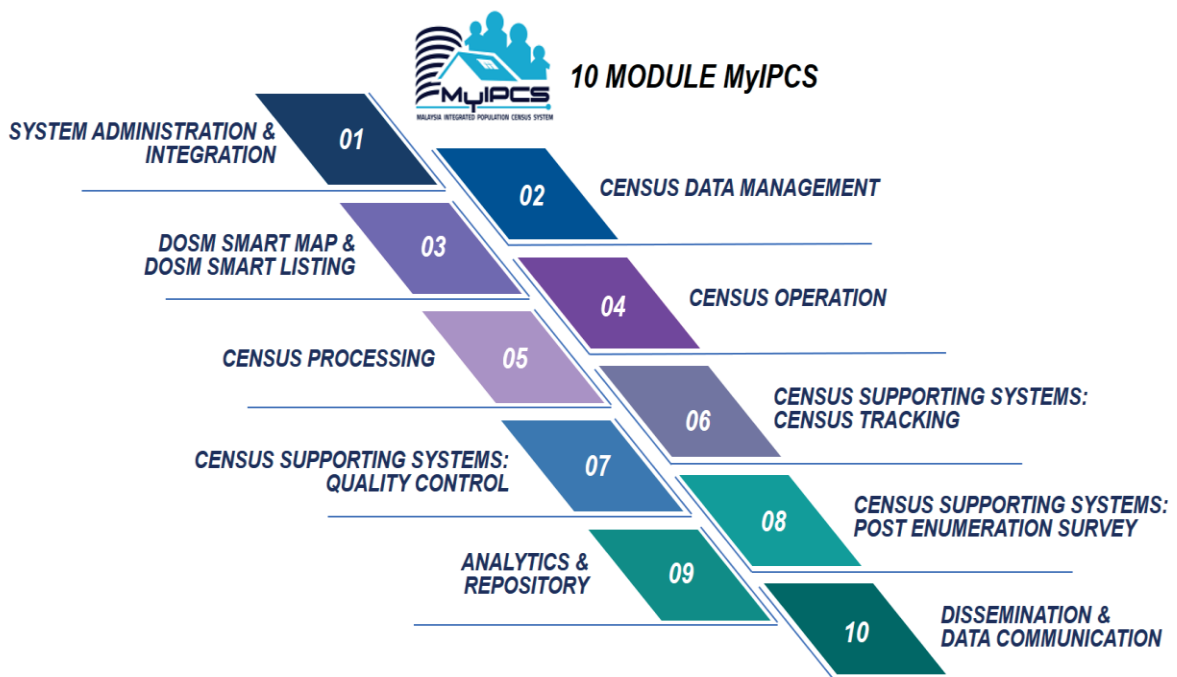 MyIPCS
MALAYSIA INTEGRATED POPULATION CENSUS SYSTEM
10 MODULE MyIPCS
01
SYSTEM ADMINISTRATION &
INTEGRATION
02
CENSUS DATA MANAGEMENT
03
DOSM SMART MAP &
DOSM SMART LISTING
04
CENSUS OPERATION
05
CENSUS PROCESSING
06
CENSUS SUPPORTING SYSTEMS:
CENSUS TRACKING
07
CENSUS SUPPORTING SYSTEMS:
QUALITY CONTROL
08
CENSUS SUPPORTING SYSTEMS:
POST ENUMERATION SURVEY
09
ANALYTICS &
REPOSITORY
10
DISSEMINATION &
DATA COMMUNICATION